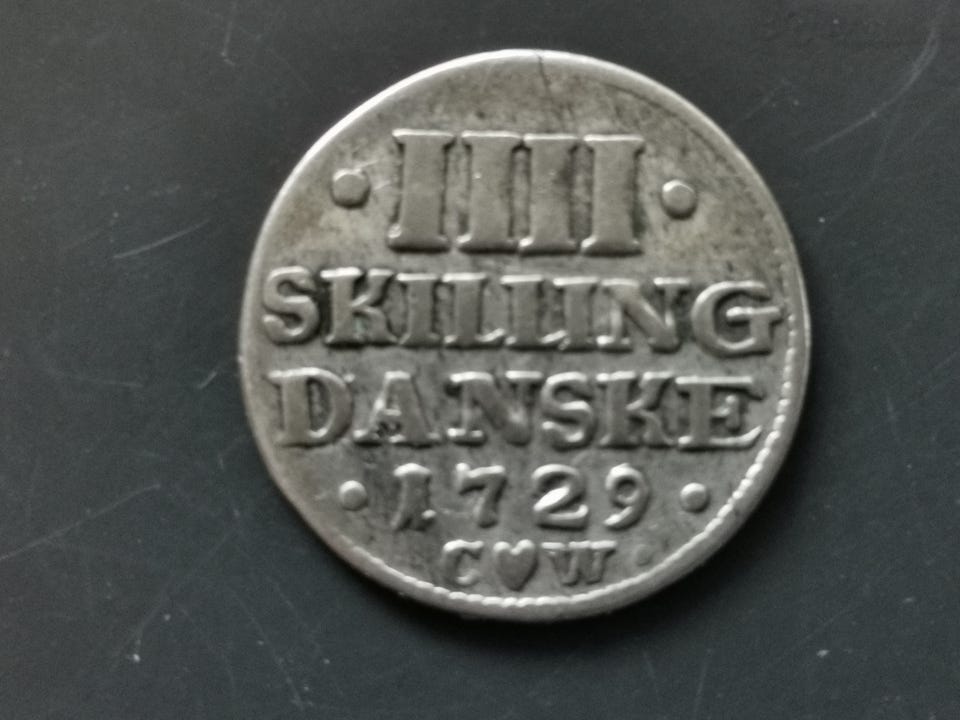 · IIII ·
SKILLING
DANSKE
· 1729 ·
C♥W